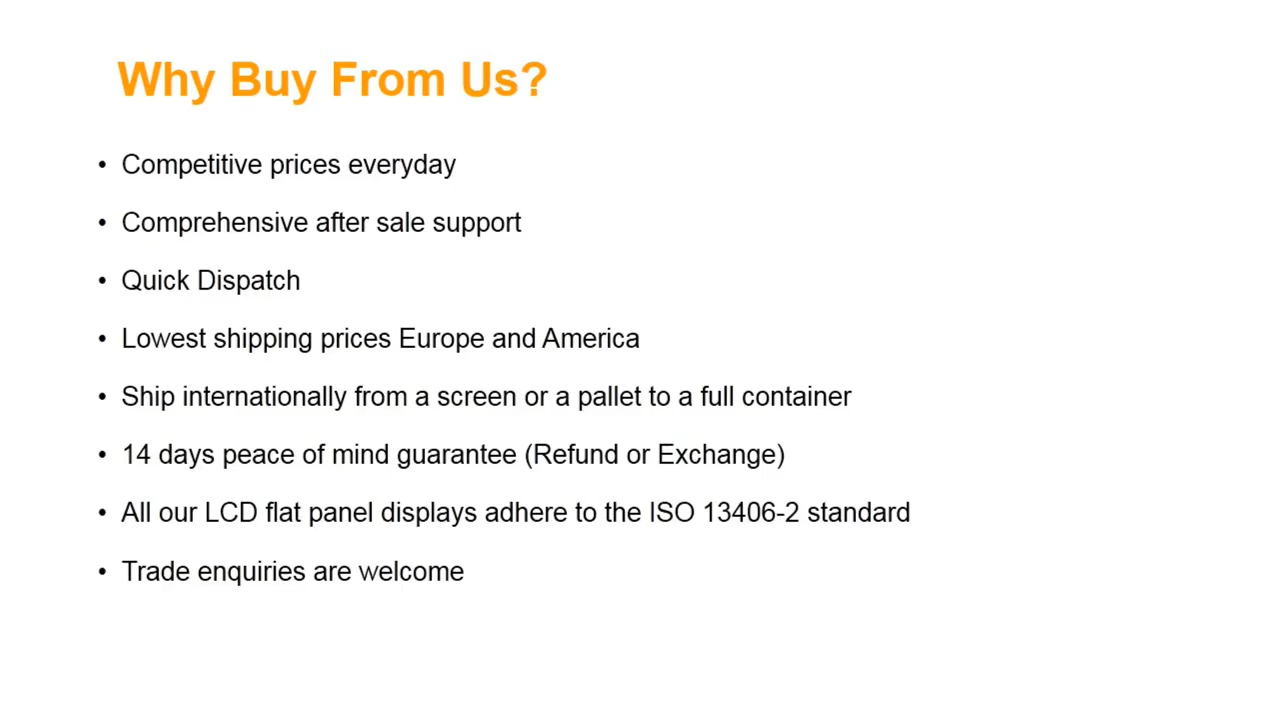 Why Buy From Us?
• Competitive prices everyday
• Comprehensive after sale support
• Quick Dispatch
• Lowest shipping prices Europe and America
• Ship internationally from a screen or a pallet to a full container
• 14 days peace of mind guarantee (Refund or Exchange)
• All our LCD flat panel displays adhere to the ISO 13406-2 standard
• Trade enquiries are welcome